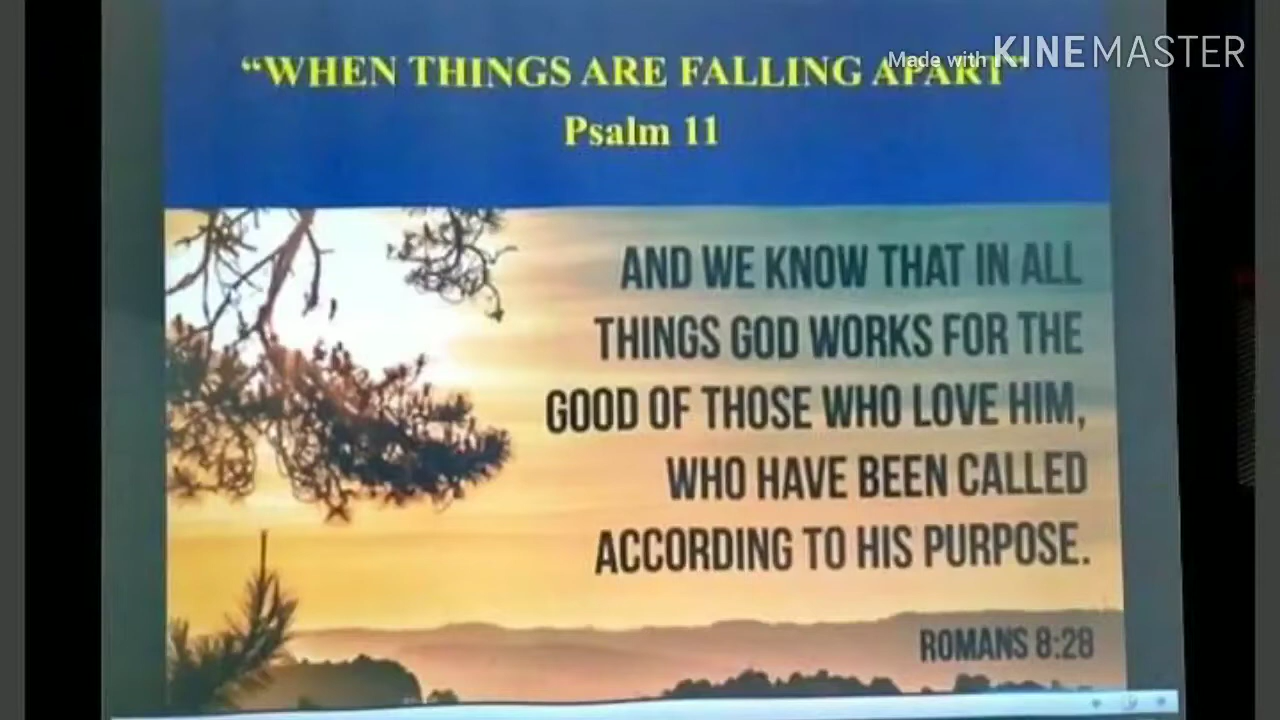 Made with KINEMASTER
“WHEN THINGS ARE FALLING APART”
Psalm 11
AND WE KNOW THAT IN ALL
THINGS GOD WORKS FOR THE
GOOD OF THOSE WHO LOVE HIM,
WHO HAVE BEEN CALLED
ACCORDING TO HIS PURPOSE.
ROMANS 8:28